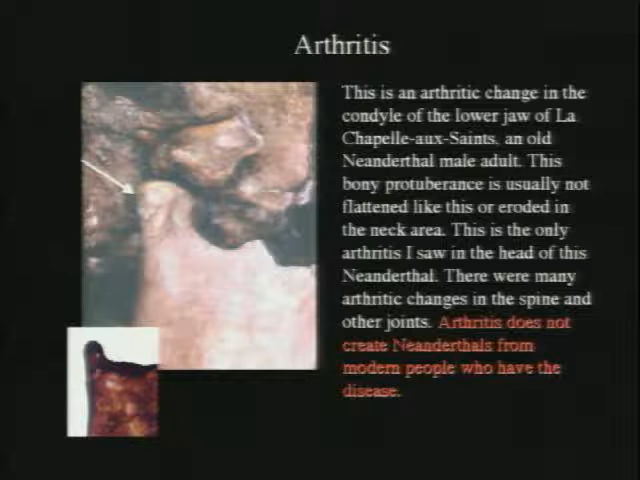 Arthritis
This is an arthritic change in the
condyle of the lower jaw of La
Chapelle-aux-Saints, an old
Neanderthal male adult. This
bony protuberance is usually not
flattened like this or eroded in
the neck area. This is the only
arthritis I saw in the head of this
Neanderthal. There were many
arthritic changes in the spine and
other joints. Arthritis does not
create Neanderthals from
modern people who have the
disease.